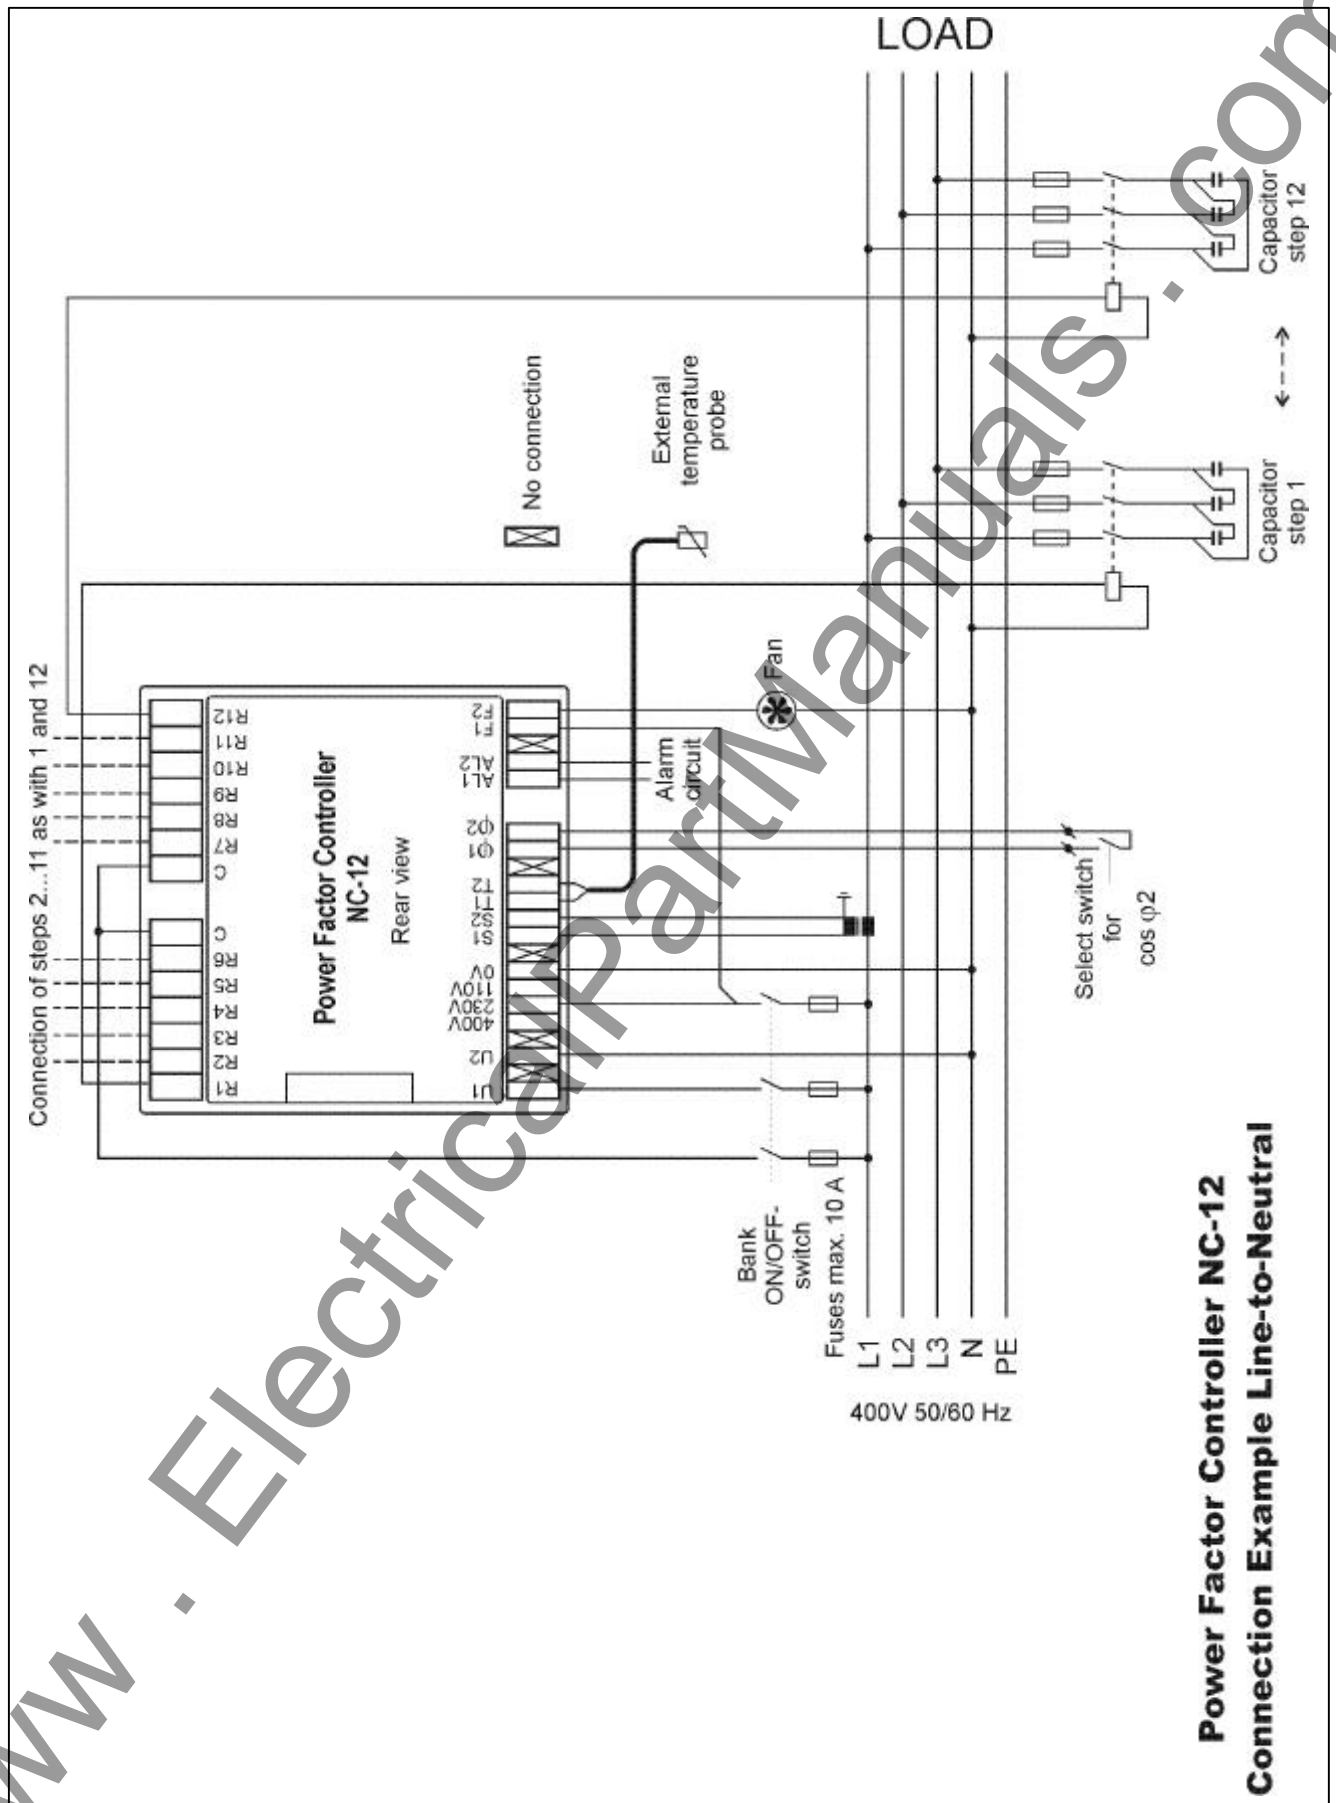 Connection of steps 2...11 as with 1 and 12
R1
R2
R3
R4
R5
R6
C
C
R7
R8
R9
R10
R11
R12
Power Factor Controller
NC-12
Rear view
U1
U2
400V
230V
110V
0V
S1
S2
T1
T2
φ1
φ2
AL1
AL2
F1
F2
No connection
External
temperature
probe
Alarm
circuit
Fan
Bank
ON/OFF-
switch
Fuses max. 10 A
L1
L2
L3
N
PE
400V 50/60 Hz
LOAD
Select switch
for
cos φ2
Capacitor
step 1
Capacitor
step 12
Power Factor Controller NC-12
Connection Example Line-to-Neutral
ww . ElectricalPartManuals . com